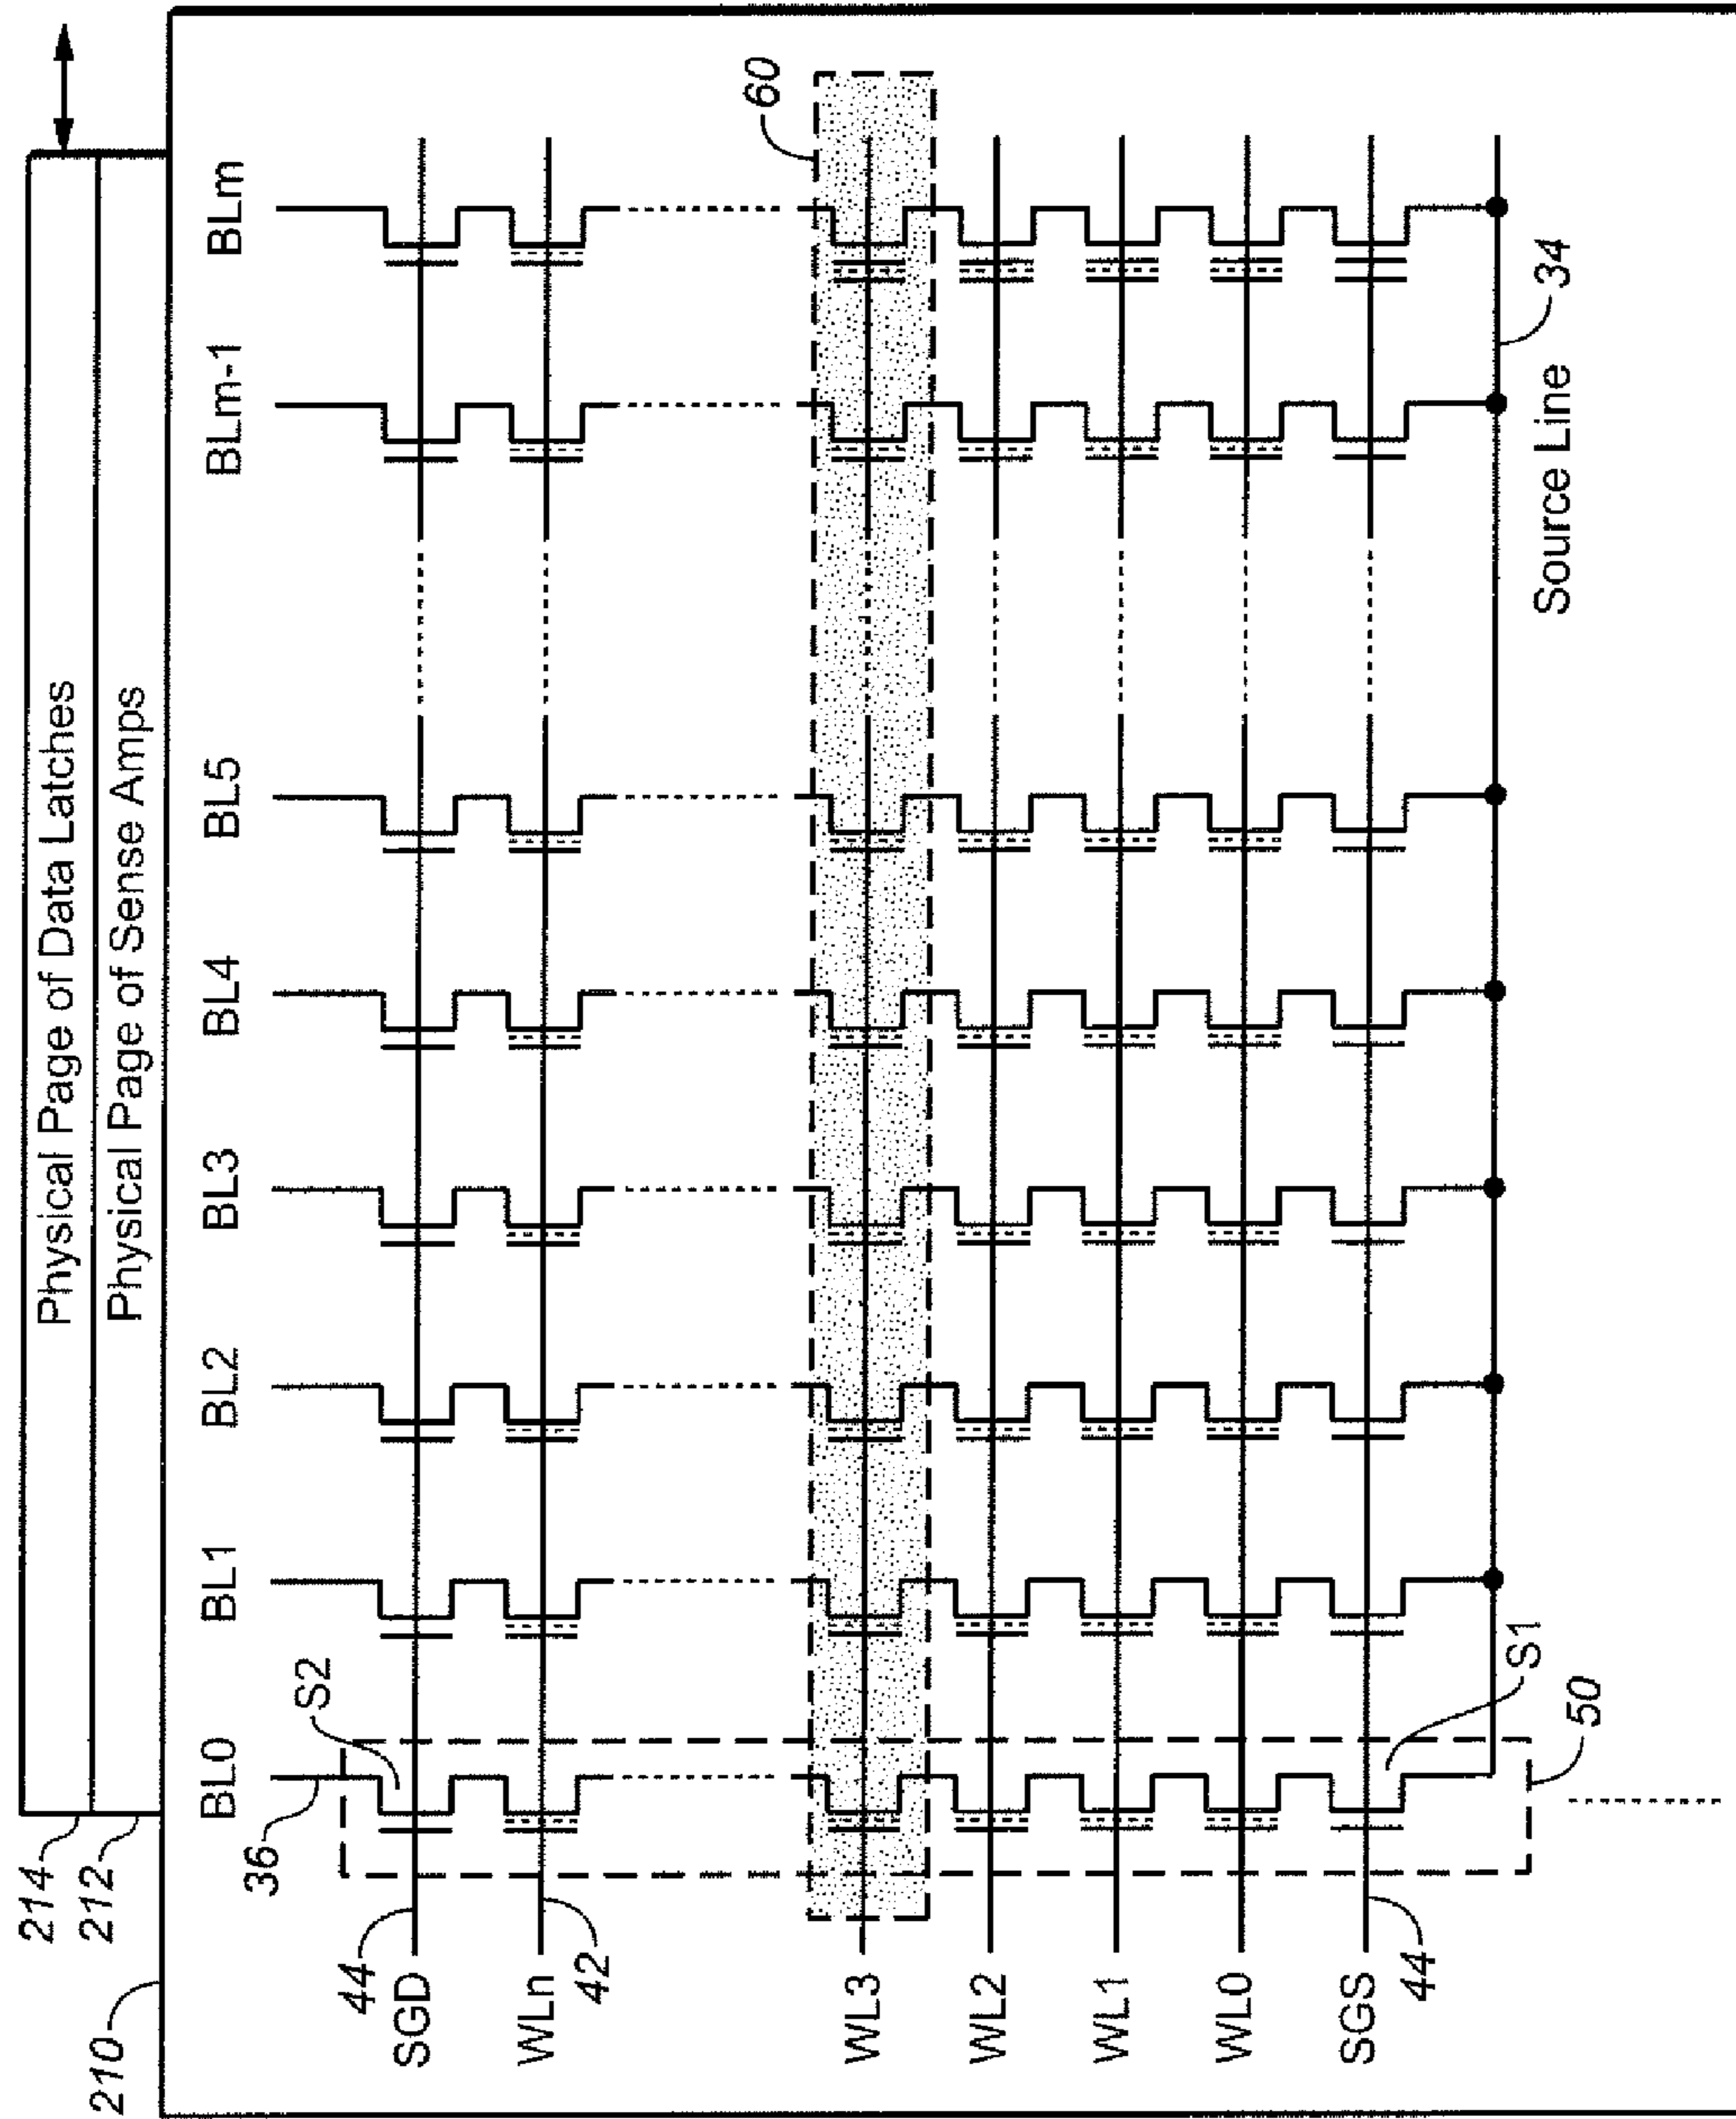 Physical Page of Data Latches
Physical Page of Sense Amps
214
212
210
BL0
BL1
BL2
BL3
BL4
BL5
BLm-1
BLm
36
S2
44
SGD
WLn
42
60
WL3
WL2
WL1
WL0
SGS
44
S1
50
Source Line
34